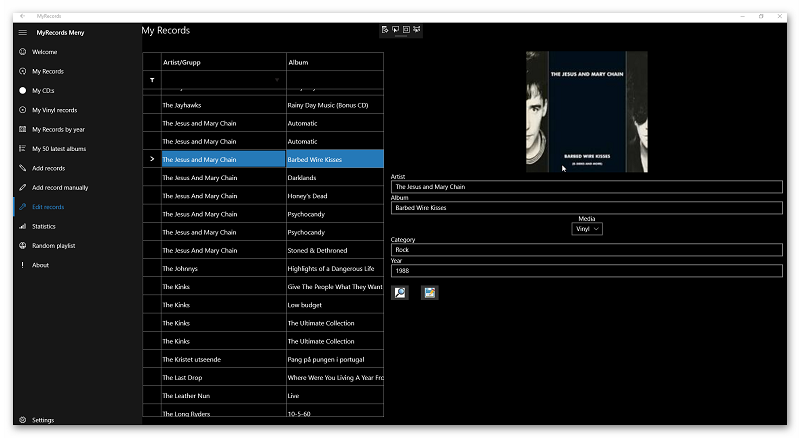 MyRecords
MyRecords Meny
Welcome
My Records
My CD:s
My Vinyl records
My Records by year
My 50 latest albums
Add records
Add record manually
Edit records
Statistics
Random playlist
About
Settings
My Records
Artist/Grupp Album
The Jayhawks Rainy Day Music (Bonus CD)
The Jesus and Mary Chain Automatic
The Jesus and Mary Chain Automatic
The Jesus and Mary Chain Barbed Wire Kisses
The Jesus And Mary Chain Darklands
The Jesus And Mary Chain Honey's Dead
The Jesus And Mary Chain Psychocandy
The Jesus and Mary Chain Psychocandy
The Jesus And Mary Chain Stoned & Dethroned
The Johnnys Highlights of a Dangerous Life
The Kinks Give The People What They Want
The Kinks Low budget
The Kinks The Ultimate Collection
The Kinks The Ultimate Collection
The Kristet utseende Pang på pungen i portugal
The Last Drop Where Were You Living A Year Fro
The Leather Nun Live
The Long Ryders 10-5-60
THE JESUS AND MARY CHAIN
BARBED WIRE KISSES
(B-SIDES AND MORE)
Artist
The Jesus and Mary Chain
Album
Barbed Wire Kisses
Media
Vinyl
Category
Rock
Year
1988